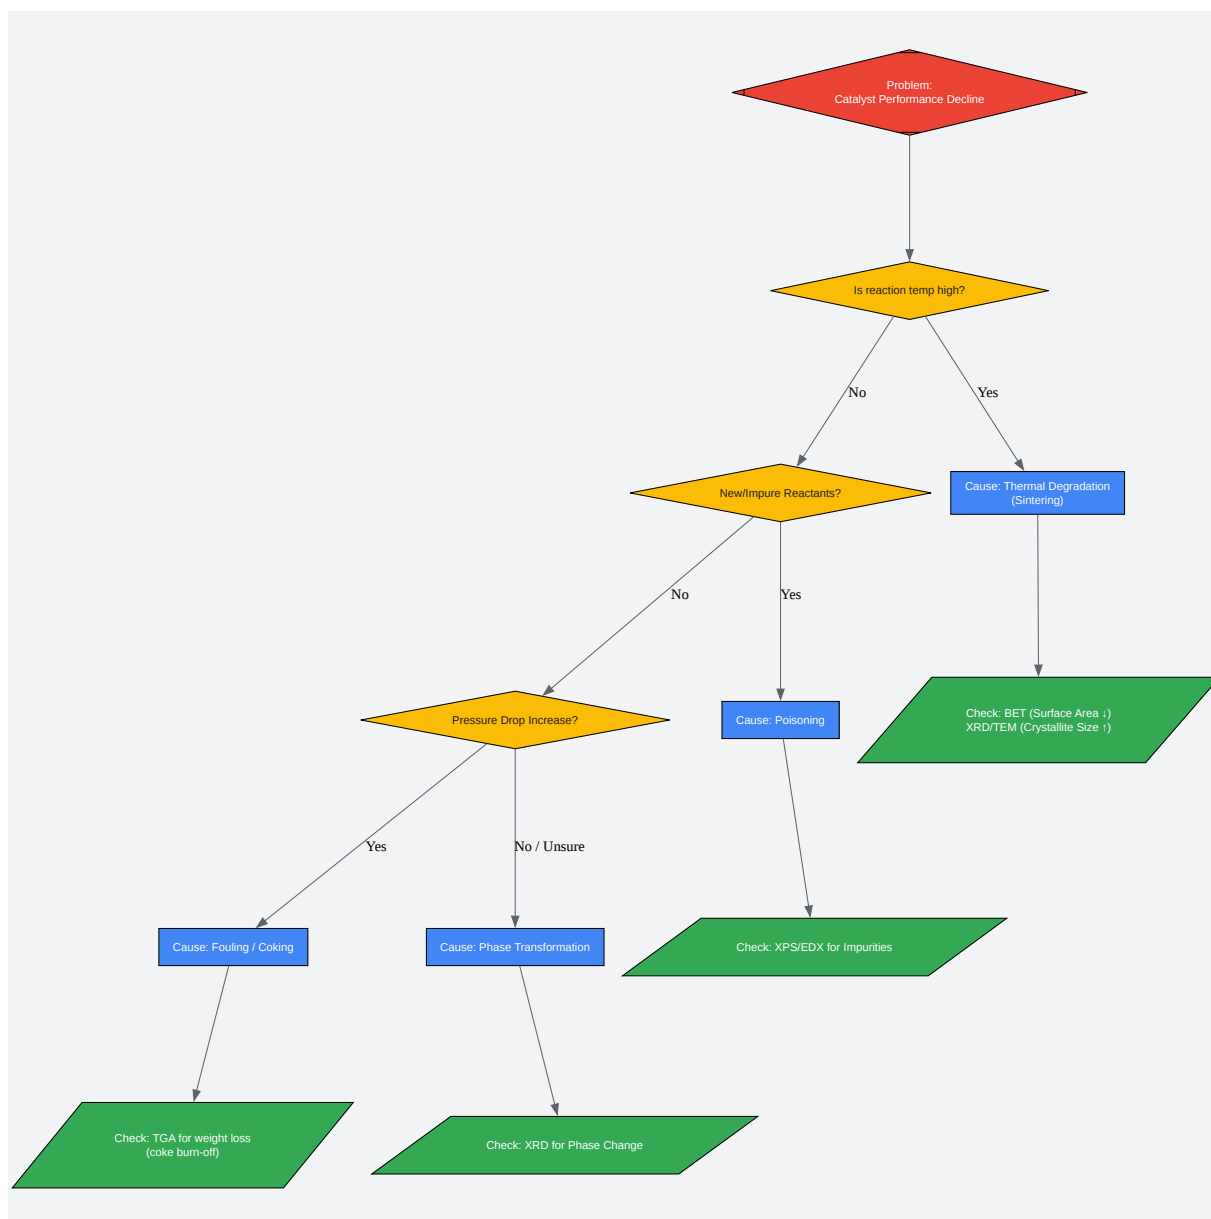 Problem:
Catalyst Performance Decline
Is reaction temp high?
No
Yes
New/Impure Reactants?
Cause: Thermal Degradation
(Sintering)
No
Yes
Pressure Drop Increase?
Cause: Poisoning
Check: BET (Surface Area ↓)
XRD/TEM (Crystallite Size ↑)
Yes
No / Unsure
Cause: Fouling / Coking
Cause: Phase Transformation
Check: XPS/EDX for Impurities
Check: TGA for weight loss
(coke burn-off)
Check: XRD for Phase Change